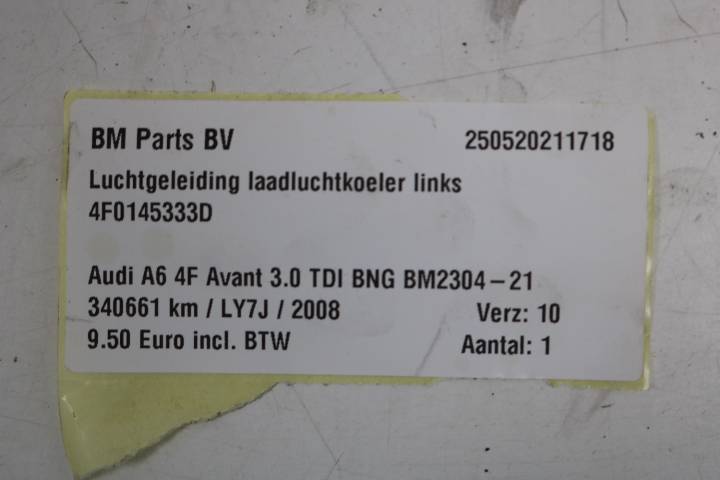 BM Parts BV 250520211718
Luchtgeleiding laadluchtkoeler links
4F0145333D
Audi A6 4F Avant 3.0 TDI BNG BM2304-21
340661 km / LY7J / 2008 Verz: 10
9.50 Euro incl. BTW Aantal: 1